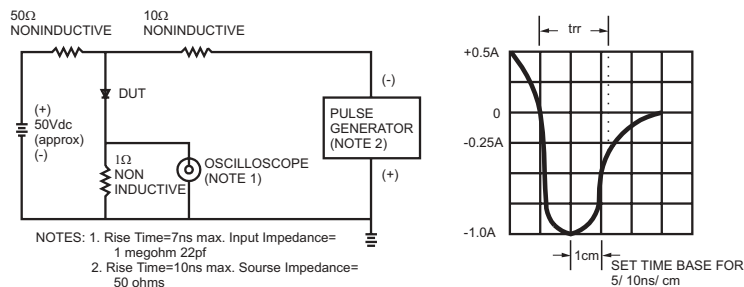 50Ω
NONINDUCTIVE
10Ω
NONINDUCTIVE
DUT
(+)
50Vdc
(approx)
(-)
1Ω
NON
INDUCTIVE
OSCILLOSCOPE
(NOTE 1)
(-)
PULSE
GENERATOR
(NOTE 2)
(+)
NOTES: 1. Rise Time=7ns max. Input Impedance=
1 megohm 22pf
2. Rise Time=10ns max. Sourse Impedance=
50 ohms
trr
+0.5A
0
-0.25A
-1.0A
1cm
SET TIME BASE FOR
5/ 10ns/ cm